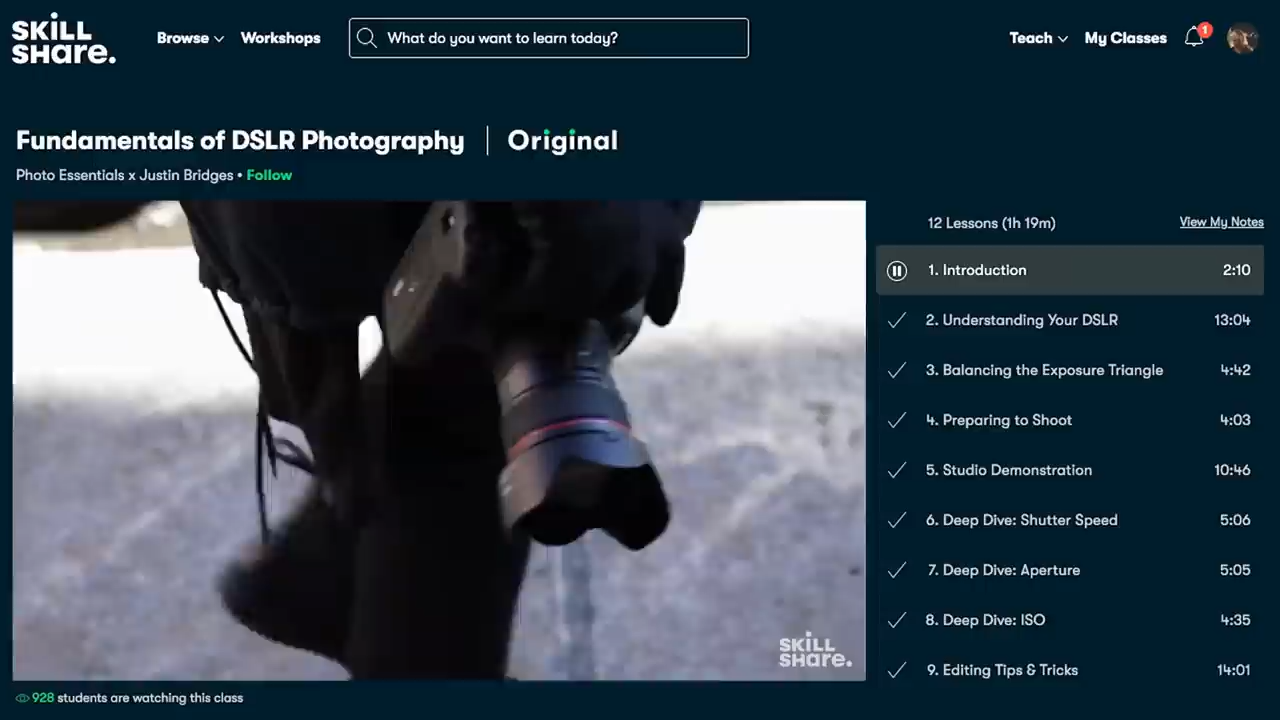 SKILL
SHARE.
Browse
Workshops
What do you want to learn today?
Teach
My Classes
1
Fundamentals of DSLR Photography | Original
Photo Essentials x Justin Bridges • Follow
12 Lessons (1h 19m)
View My Notes
1. Introduction 2:10
2. Understanding Your DSLR 13:04
3. Balancing the Exposure Triangle 4:42
4. Preparing to Shoot 4:03
5. Studio Demonstration 10:46
6. Deep Dive: Shutter Speed 5:06
7. Deep Dive: Aperture 5:05
8. Deep Dive: ISO 4:35
9. Editing Tips & Tricks 14:01
SKILL
SHARE.
928 students are watching this class